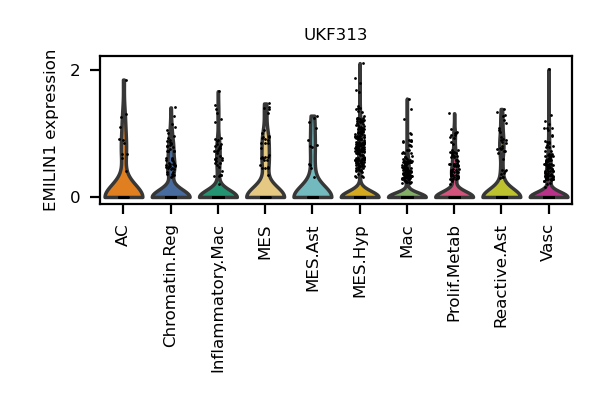 UKF313
EMILIN1 expression
2
0
AC
Chromatin.Reg
Inflammatory.Mac
MES
MES.Ast
MES.Hyp
Mac
Prolif.Metab
Reactive.Ast
Vasc